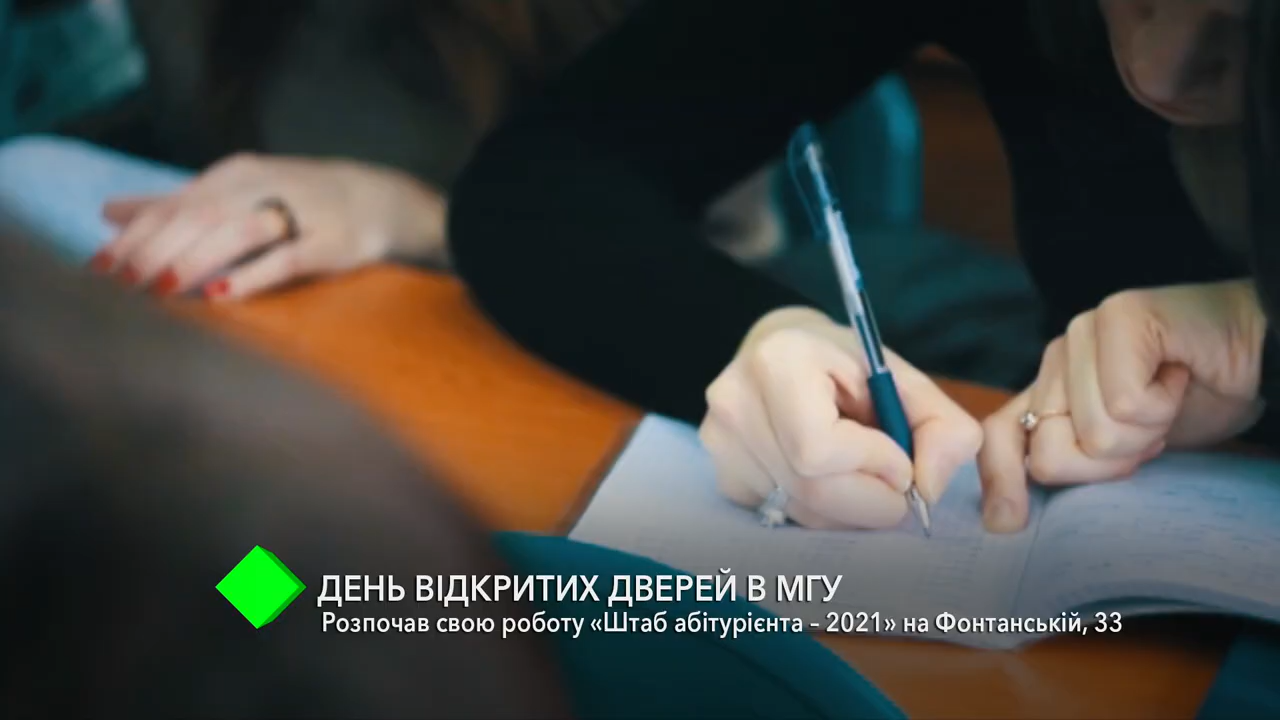 ДЕНЬ ВІДКРИТИХ ДВЕРЕЙ В МГУ
Розпочав свою роботу «Штаб абітурієнта - 2021» на Фонтанській, 33